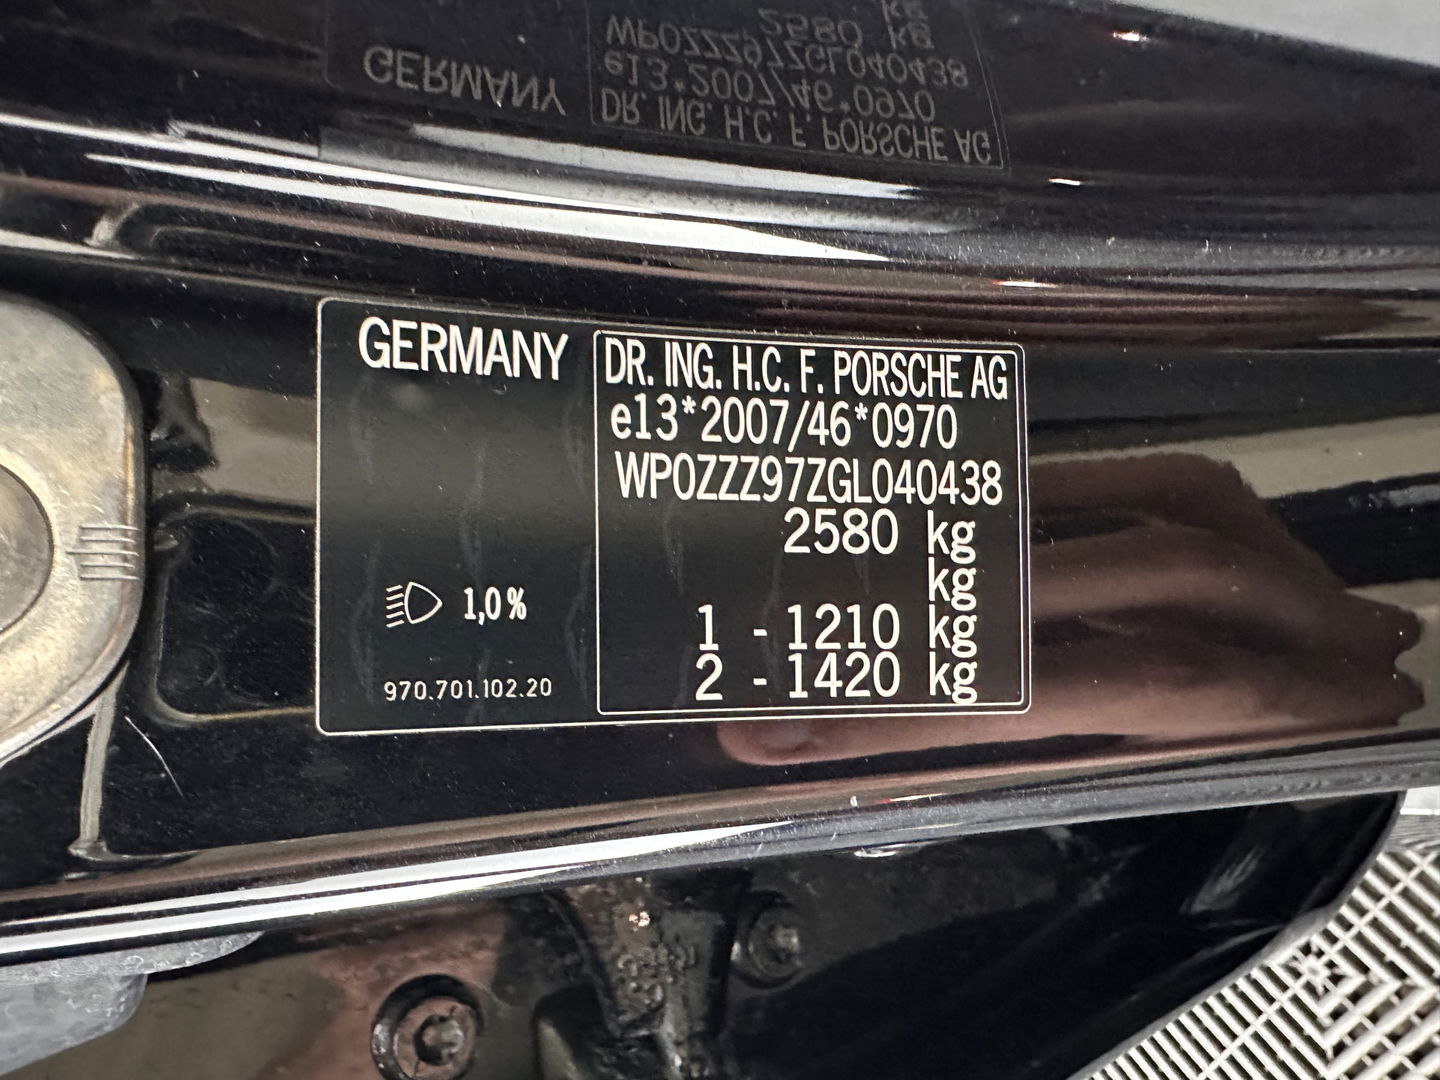 GERMANY
DR. ING. H.C. F. PORSCHE AG
e13*2007/46*0970
WP0ZZZ97ZGL040438
2580 kg
kg
1 - 1210 kg
2 - 1420 kg
1,0%
970.701.102.20